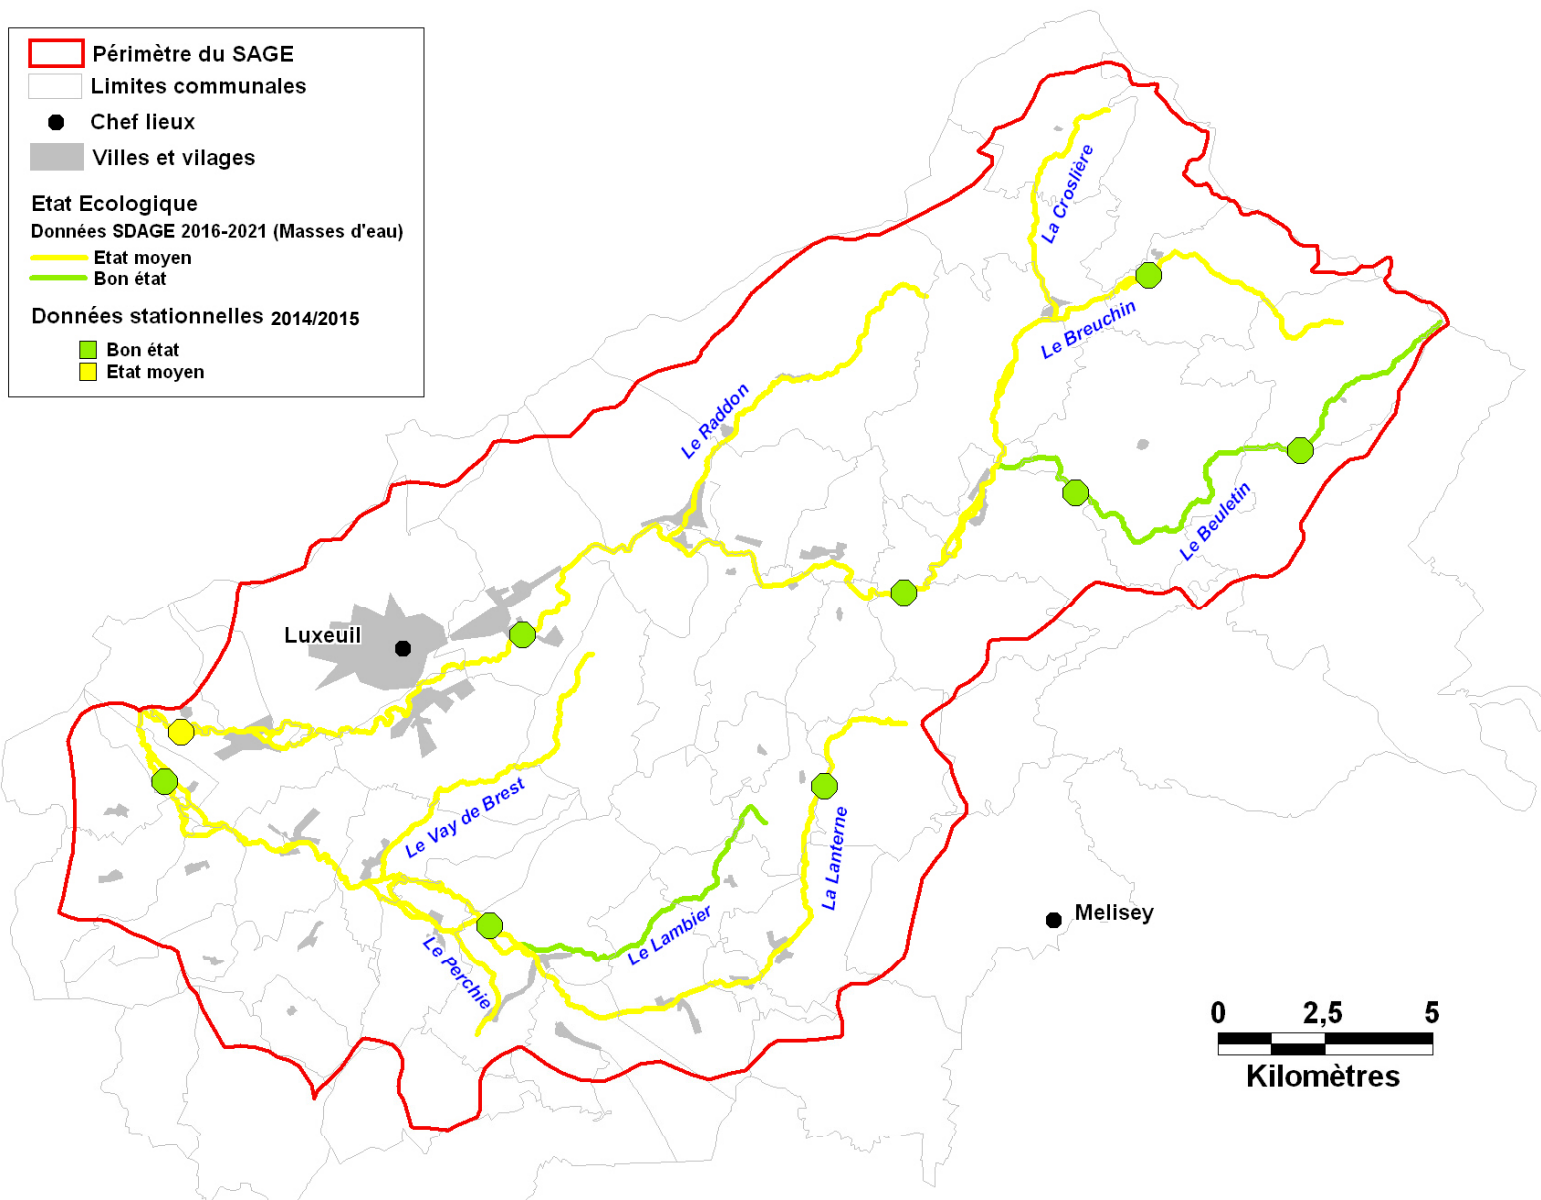 Périmètre du SAGE
Limites communales
Chef lieux
Villes et vilages
Etat Ecologique
Données SDAGE 2016-2021 (Masses d'eau)
Etat moyen
Bon état
Données stationnelles 2014/2015
Bon état
Etat moyen
La Croslière
Le Breuchin
Le Raddon
Le Beuletin
Luxeuil
Le Vay de Brest
La Lanterne
Le Lambier
Melisey
Le Perchie
0 2,5 5
Kilomètres